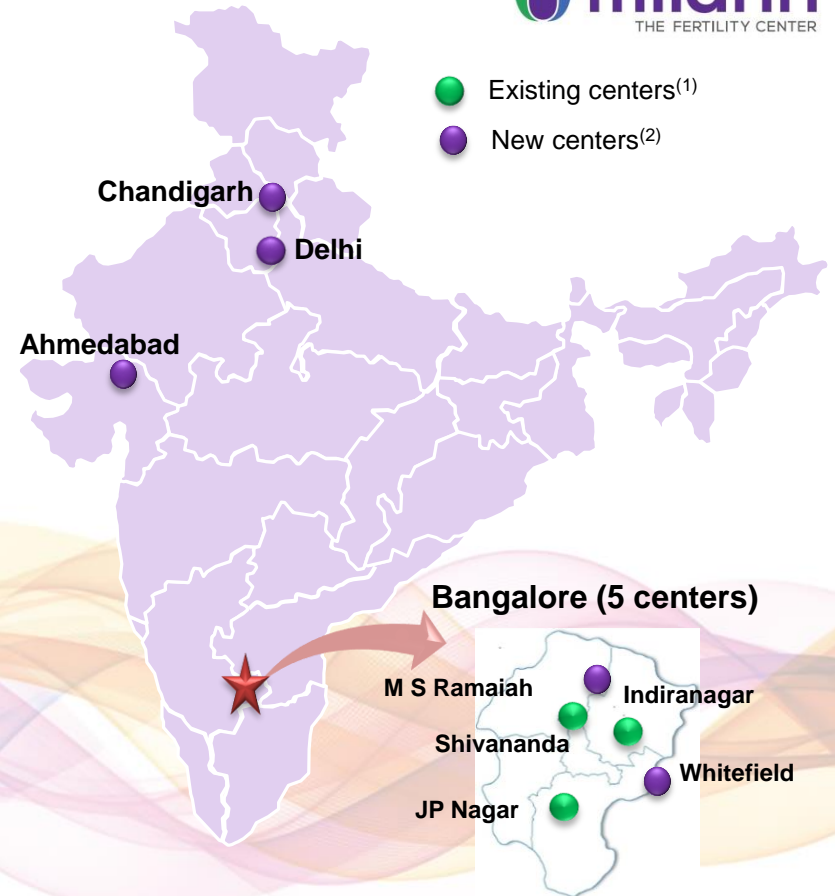 milann
THE FERTILITY CENTER
Existing centers(1)
New centers(2)
Chandigarh
Delhi
Ahmedabad
Bangalore (5 centers)
M S Ramaiah
Indiranagar
Shivananda
Whitefield
JP Nagar